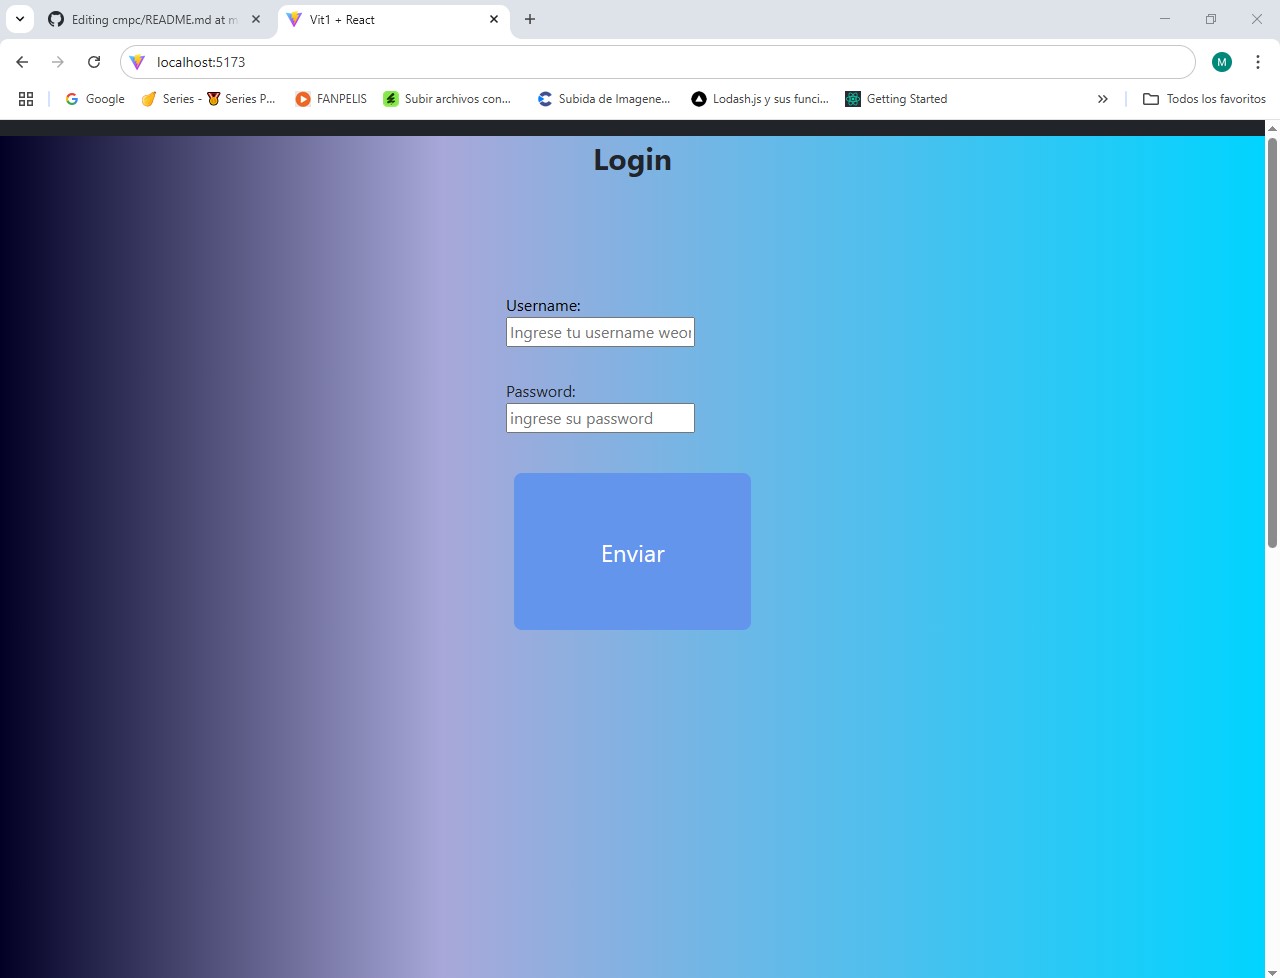 Editing cmpc/README.md at m
Vit1 + React
localhost:5173
M
Google
Series -
Series P...
FANPELIS
Subir archivos con...
Subida de Imagene...
Lodash.js y sus funci...
Getting Started
Todos los favoritos
Login
Username:
Ingrese tu username weon
Password:
ingrese su password
Enviar